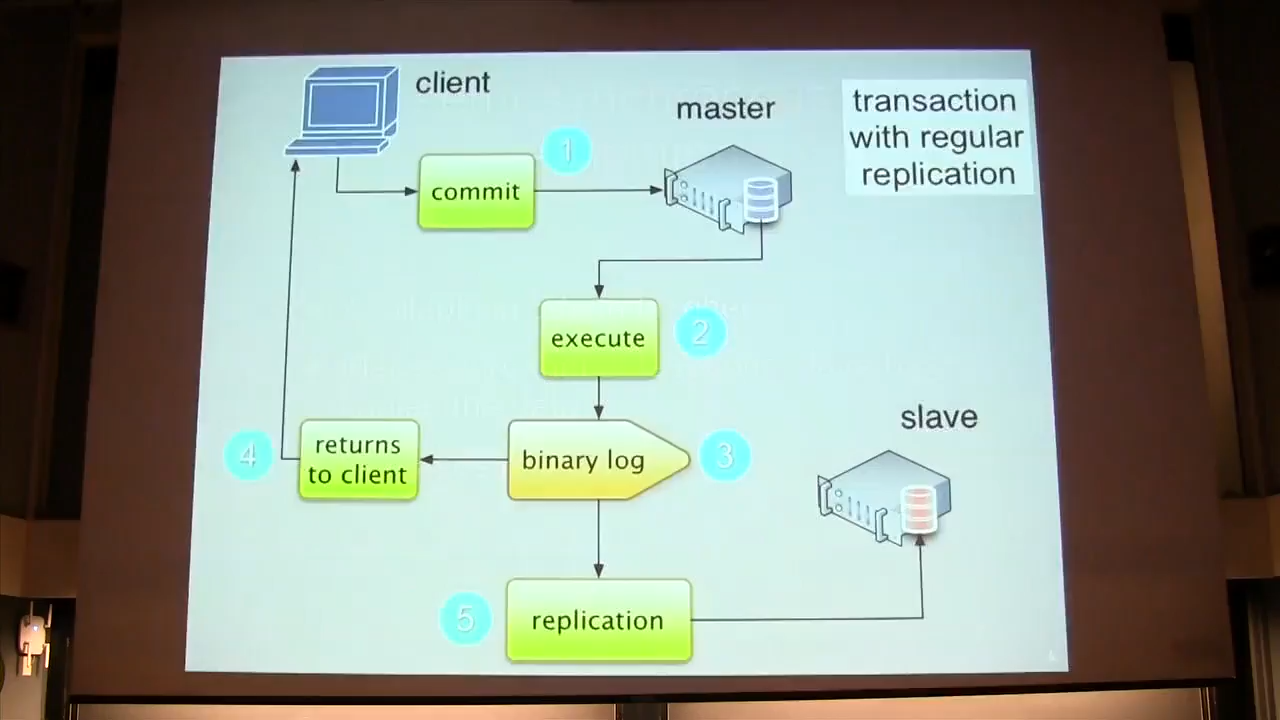 client
master
transaction
with regular
replication
1
commit
execute
2
slave
4
returns
to client
binary log
3
5
replication